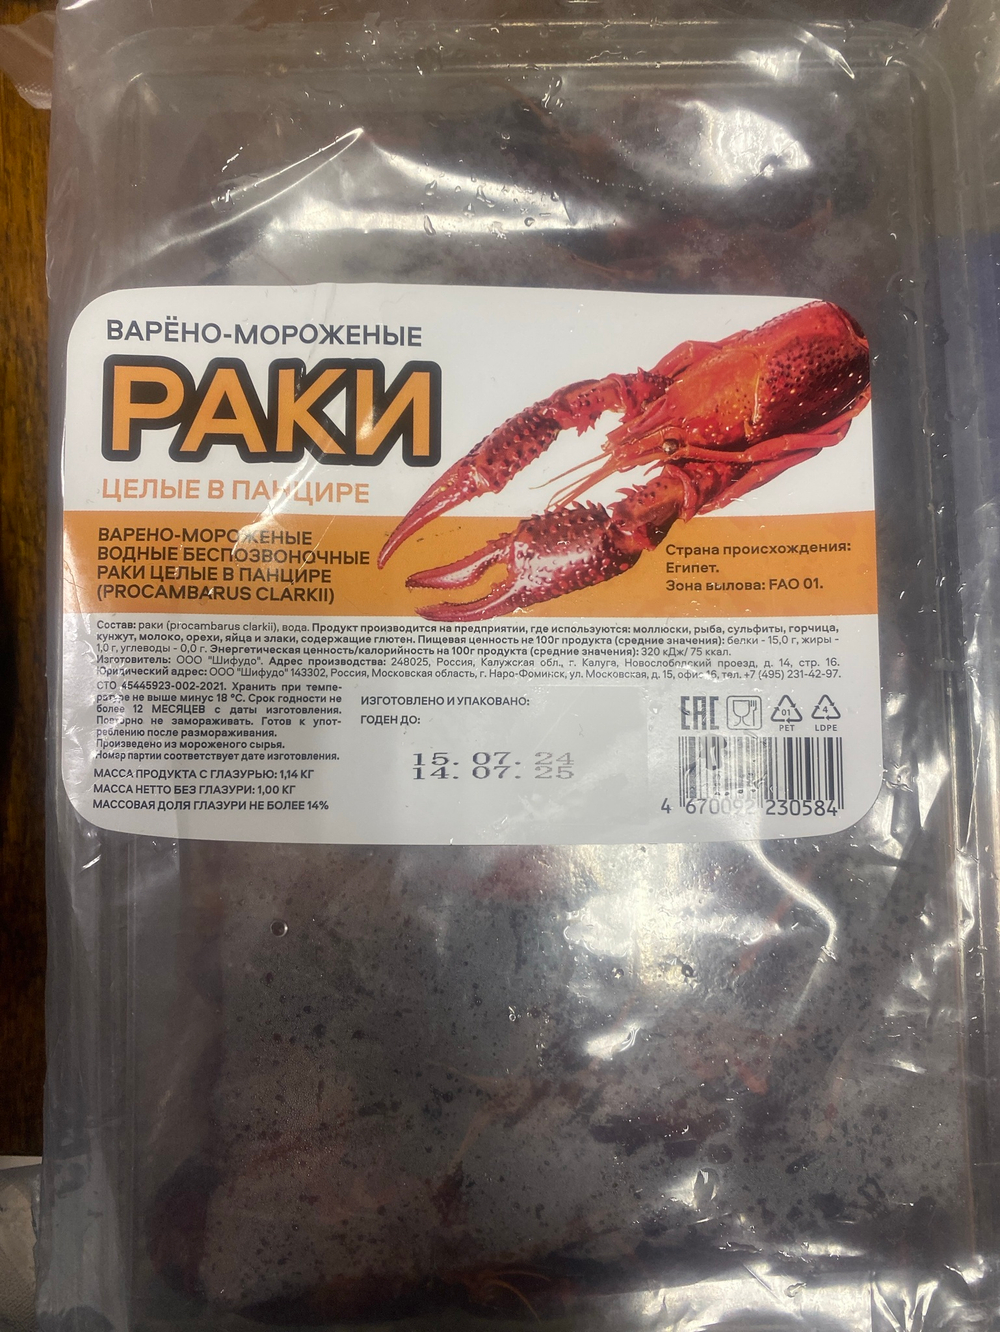 ВАРЁНО-МОРОЖЕНЫЕ
РАКИ
ЦЕЛЫЕ В ПАНЦИРЕ
ВАРЕНО-МОРОЖЕНЫЕ
ВОДНЫЕ БЕСПОЗВОНОЧНЫЕ
РАКИ ЦЕЛЫЕ В ПАНЦИРЕ
(PROCAMBARUS CLARKII)
Страна происхождения:
Египет.
Зона вылова: FAO 01.
Состав: раки (procambarus clarkii), вода. Продукт производится на предприятии, где используются: моллюски, рыба, сульфиты, горчица,
кунжут, молоко, орехи, яйца и злаки, содержащие глютен. Пищевая ценность на 100г продукта (средние значения): белки - 15,0 г, жиры -
1,0 г, углеводы - 0,0 г. Энергетическая ценность/калорийность на 100г продукта (средние значения): 320 кДж/ 75 ккал.
Изготовитель: ООО "Шифудо". Адрес производства: 248025, Россия, Калужская обл., г. Калуга, Новослободский проезд, д. 14, стр. 16.
Юридический адрес: ООО "Шифудо" 143302, Россия, Московская область, г. Наро-Фоминск, ул. Московская, д. 15, офис 16, тел. +7 (495) 231-42-97.
СТО 45445923-002-2021. Хранить при темпе-
ратуре не выше минус 18 °С. Срок годности не
более 12 МЕСЯЦЕВ с даты изготовления.
Повторно не замораживать. Готов к упот-
реблению после размораживания.
Произведено из мороженого сырья.
Номер партии соответствует дате изготовления.
МАССА ПРОДУКТА С ГЛАЗУРЬЮ: 1,14 КГ
МАССА НЕТТО БЕЗ ГЛАЗУРИ: 1,00 КГ
МАССОВАЯ ДОЛЯ ГЛАЗУРИ НЕ БОЛЕЕ 14%
ИЗГОТОВЛЕНО И УПАКОВАНО:
ГОДЕН ДО:
15. 07. 24
14. 07. 25
EAC
01
PET
4
LDPE
4 670092 230584